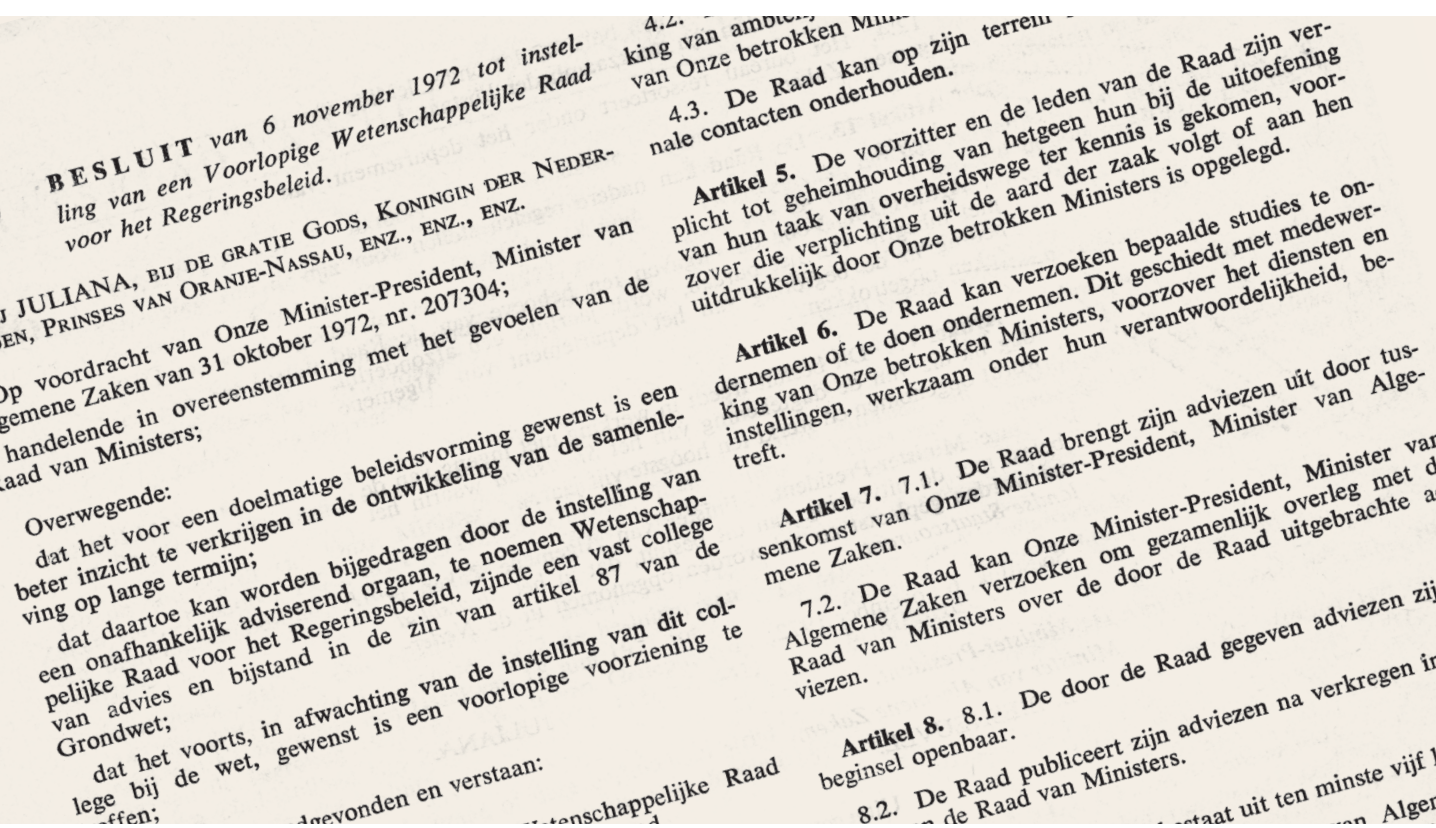 BESLUIT van 6 november 1972 tot instel-
ling van een Voorlopige Wetenschappelijke Raad
voor het Regeringsbeleid.
JULIANA, BIJ DE GRATIE GODS, KONINGIN DER NEDER-
PRINSES VAN ORANJE-NASSAU, ENZ., ENZ., ENZ.
Op voordracht van Onze Minister-President, Minister van
gemene Zaken van 31 oktober 1972, nr. 207304;
handelende in overeenstemming met het gevoelen van de
Raad van Ministers;
Overwegende:
dat het voor een doelmatige beleidsvorming gewenst is een
beter inzicht te verkrijgen in de ontwikkeling van de samenle-
ving op lange termijn;
dat daartoe kan worden bijgedragen door de instelling van
een onafhankelijk adviserend orgaan, te noemen Wetenschap-
pelijke Raad voor het Regeringsbeleid, zijnde een vast college
van advies en bijstand in de zin van artikel 87 van de
Grondwet;
dat het voorts, in afwachting van de instelling van dit col-
lege bij de wet, gewenst is een voorlopige voorziening te
ffen;
dgevonden en verstaan:
tenschappelijke Raad
4.2.
king van
van Onze betrokken
4.3. De Raad kan op zijn terrein
nale contacten onderhouden.
Artikel 5. De voorzitter en de leden van de Raad zijn ver-
plicht tot geheimhouding van hetgeen hun bij de uitoefening
van hun taak van overheidswege ter kennis is gekomen, voor-
zover die verplichting uit de aard der zaak volgt of aan hen
uitdrukkelijk door Onze betrokken Ministers is opgelegd.
Artikel 6. De Raad kan verzoeken bepaalde studies te on-
dernemen of te doen ondernemen. Dit geschiedt met medewer-
king van Onze betrokken Ministers, voorzover het diensten en
instellingen, werkzaam onder hun verantwoordelijkheid, be-
treft.
Artikel 7. 7.1. De Raad brengt zijn adviezen uit door tus-
senkomst van Onze Minister-President, Minister van Alge-
mene Zaken.
7.2. De Raad kan Onze Minister-President, Minister van
Algemene Zaken verzoeken om gezamenlijk overleg met d
Raad van Ministers over de door de Raad uitgebrachte a
viezen.
Artikel 8. 8.1. De door de Raad gegeven adviezen zij
beginsel openbaar.
8.2. De Raad publiceert zijn adviezen na verkregen in
n de Raad van Ministers.
estaat uit ten minste vijf
Alger